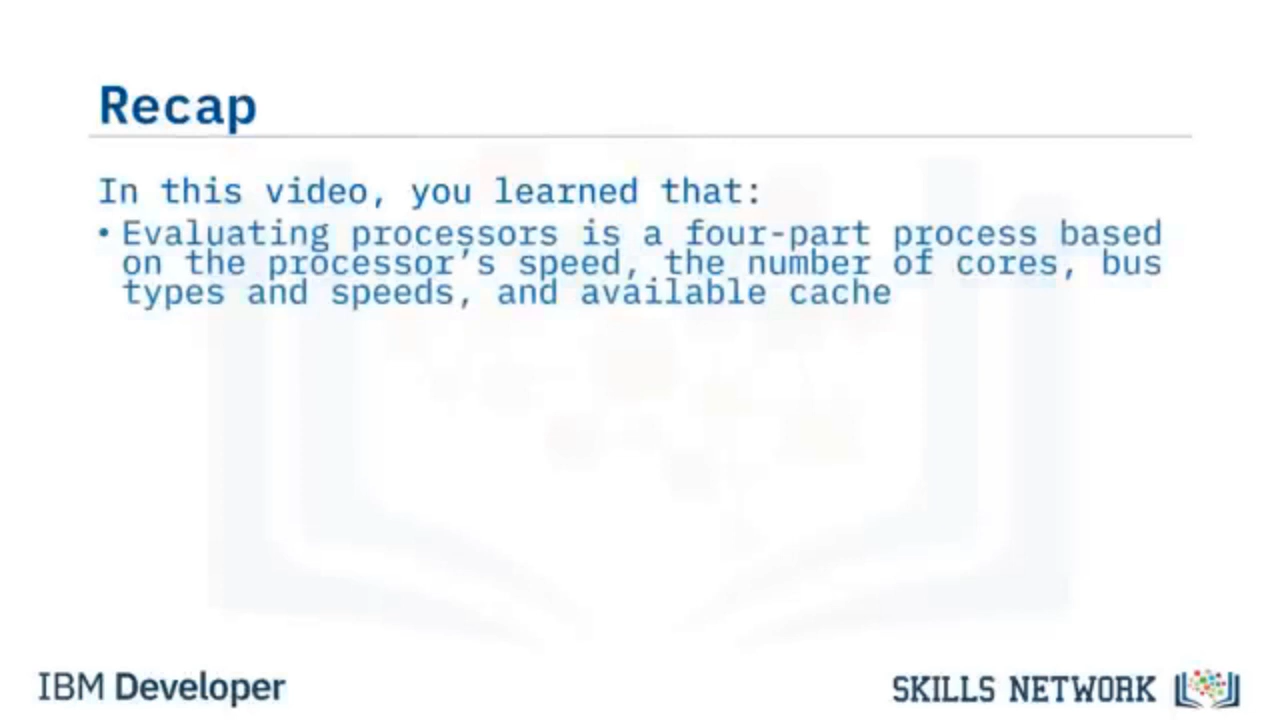 Recap
In this video, you learned that:
• Evaluating processors is a four-part process based
on the processor’s speed, the number of cores, bus
types and speeds, and available cache
IBM Developer
SKILLS NETWORK